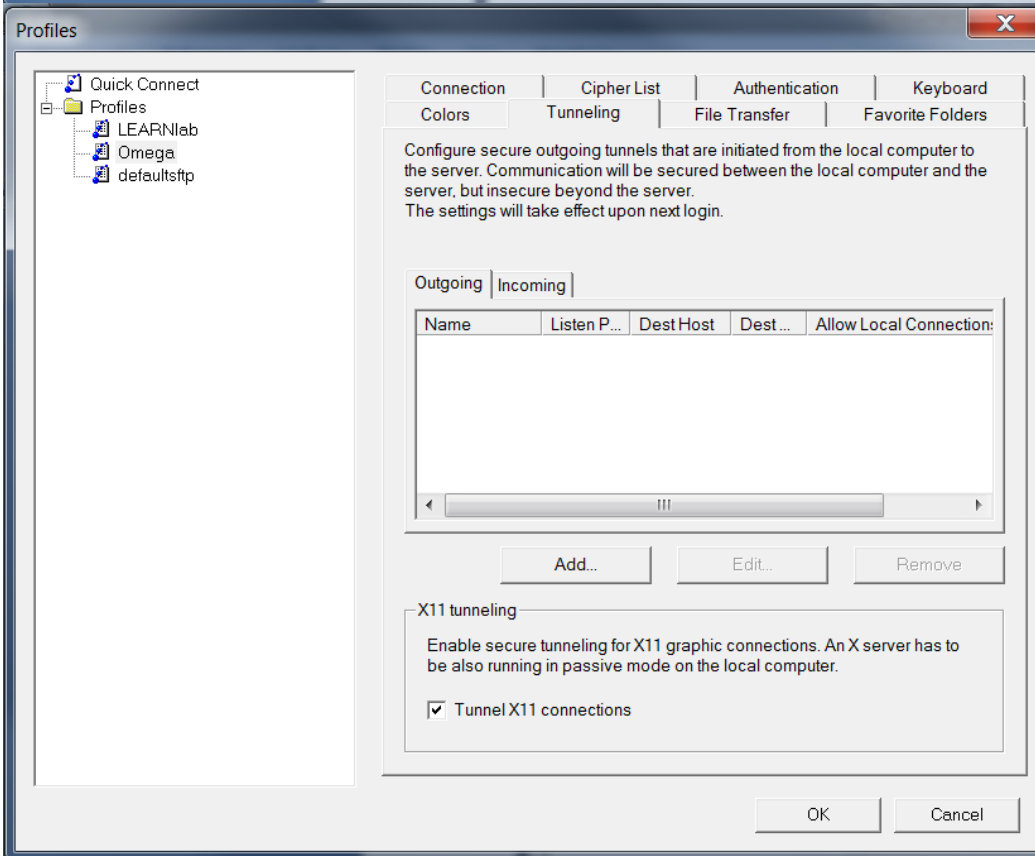 Profiles
Quick Connect
Profiles
LEARNlab
Omega
defaultsftp
Connection
Cipher List
Authentication
Keyboard
Colors
Tunneling
File Transfer
Favorite Folders
Configure secure outgoing tunnels that are initiated from the local computer to
the server. Communication will be secured between the local computer and the
server, but insecure beyond the server.
The settings will take effect upon next login.
Outgoing
Incoming
Name
Listen P...
Dest Host
Dest ...
Allow Local Connections
Add...
Edit...
Remove
X11 tunneling
Enable secure tunneling for X11 graphic connections. An X server has to
be also running in passive mode on the local computer.
Tunnel X11 connections
OK
Cancel